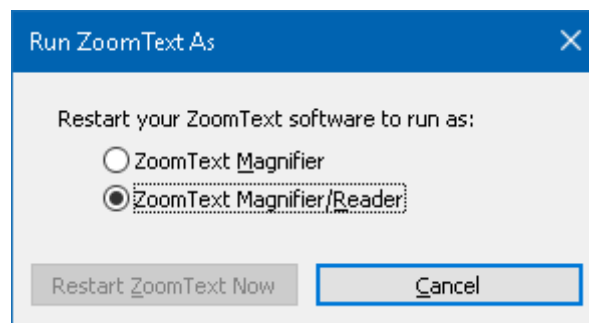 Run ZoomText As
Restart your ZoomText software to run as:
ZoomText Magnifier
ZoomText Magnifier/Reader
Restart ZoomText Now
Cancel